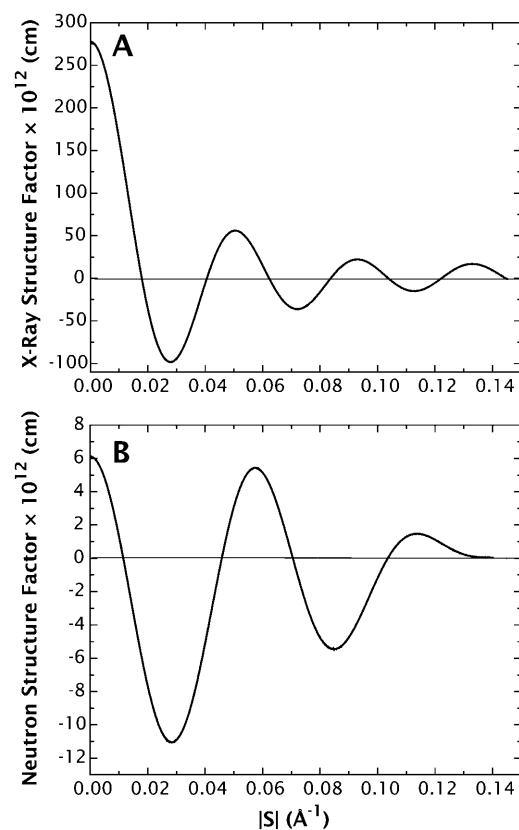 A
X-Ray Structure Factor × 10¹² (cm)
300
250
200
150
100
50
0
-50
-100
0.00 0.02 0.04 0.06 0.08 0.10 0.12 0.14
B
Neutron Structure Factor × 10¹² (cm)
8
6
4
2
0
-2
-4
-6
-8
-10
-12
0.00 0.02 0.04 0.06 0.08 0.10 0.12 0.14
|S| (Å⁻¹)